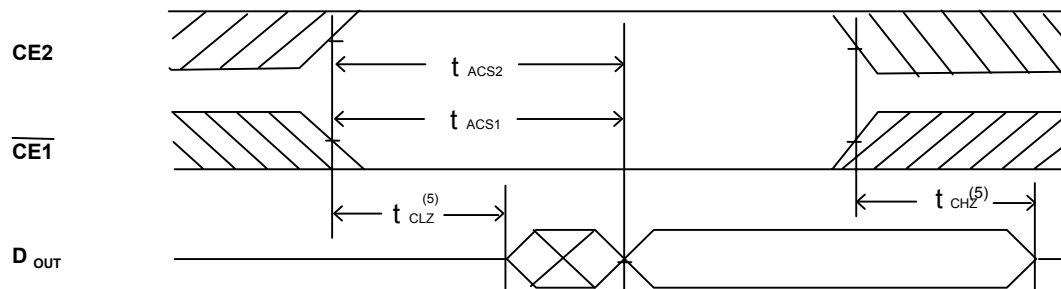 CE2
t ACS2
CE1
t ACS1
t CLZ (5)
t CHZ (5)
D OUT